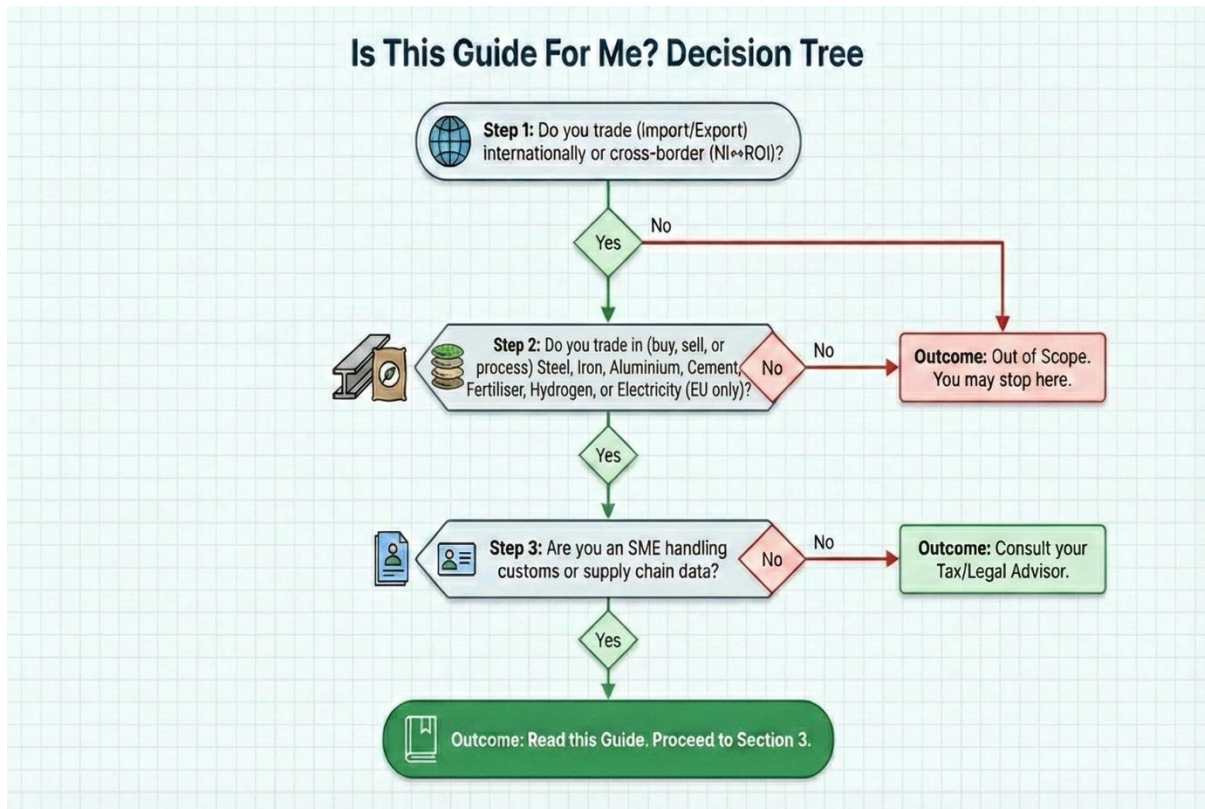 Is This Guide For Me? Decision Tree
Step 1: Do you trade (Import/Export)
internationally or cross-border (NI↔ROI)?
No
Yes
Step 2: Do you trade in (buy, sell, or
process) Steel, Iron, Aluminium, Cement,
Fertiliser, Hydrogen, or Electricity (EU only)?
No
No
Outcome: Out of Scope.
You may stop here.
Yes
Step 3: Are you an SME handling
customs or supply chain data?
No
No
Outcome: Consult your
Tax/Legal Advisor.
Yes
Outcome: Read this Guide. Proceed to Section 3.